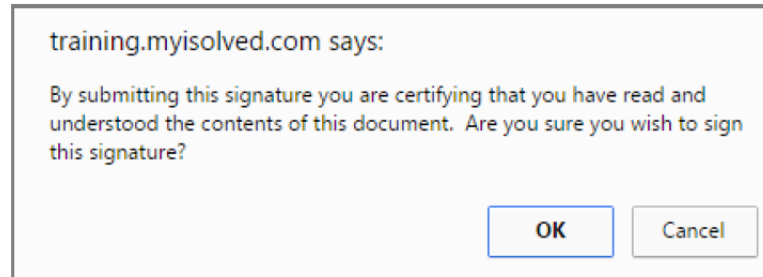 training.myisolved.com says:
By submitting this signature you are certifying that you have read and
understood the contents of this document.  Are you sure you wish to sign
this signature?
OK
Cancel